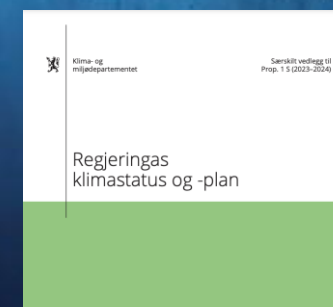 Klima- og
miljødepartementet
Særskilt vedlegg til
Prop. 1 S (2023–2024)
Regjeringas
klimastatus og -plan